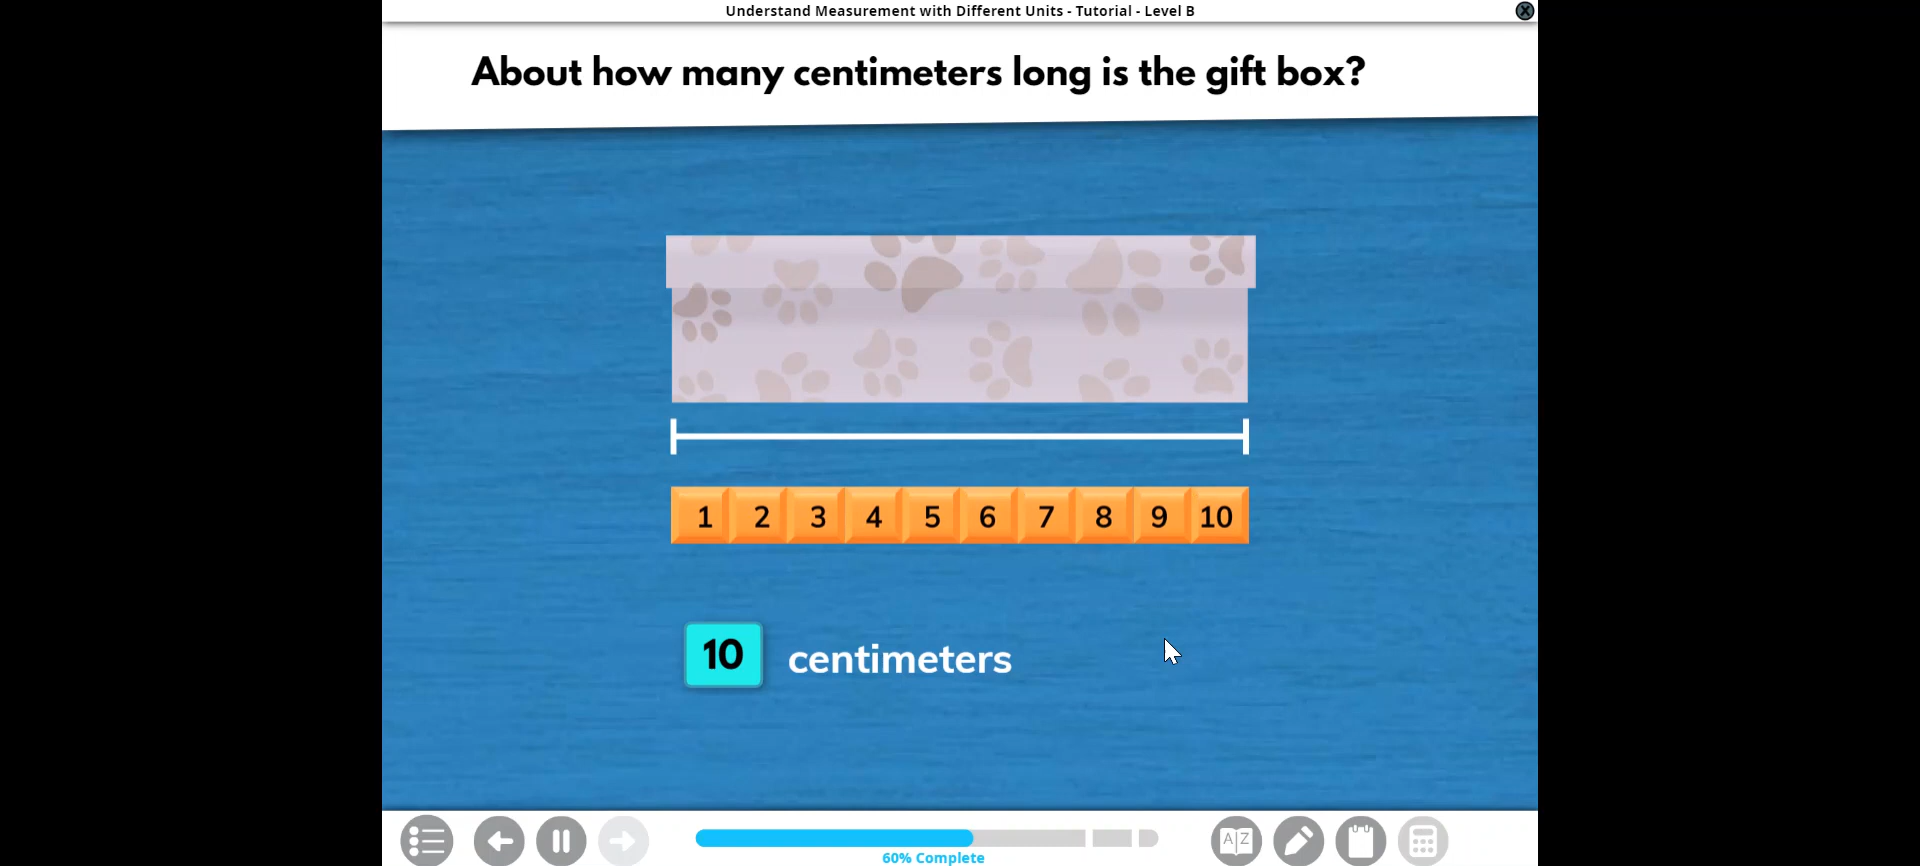 Understand Measurement with Different Units - Tutorial - Level B
About how many centimeters long is the gift box?
1 2 3 4 5 6 7 8 9 10
10 centimeters
A Z
60% Complete